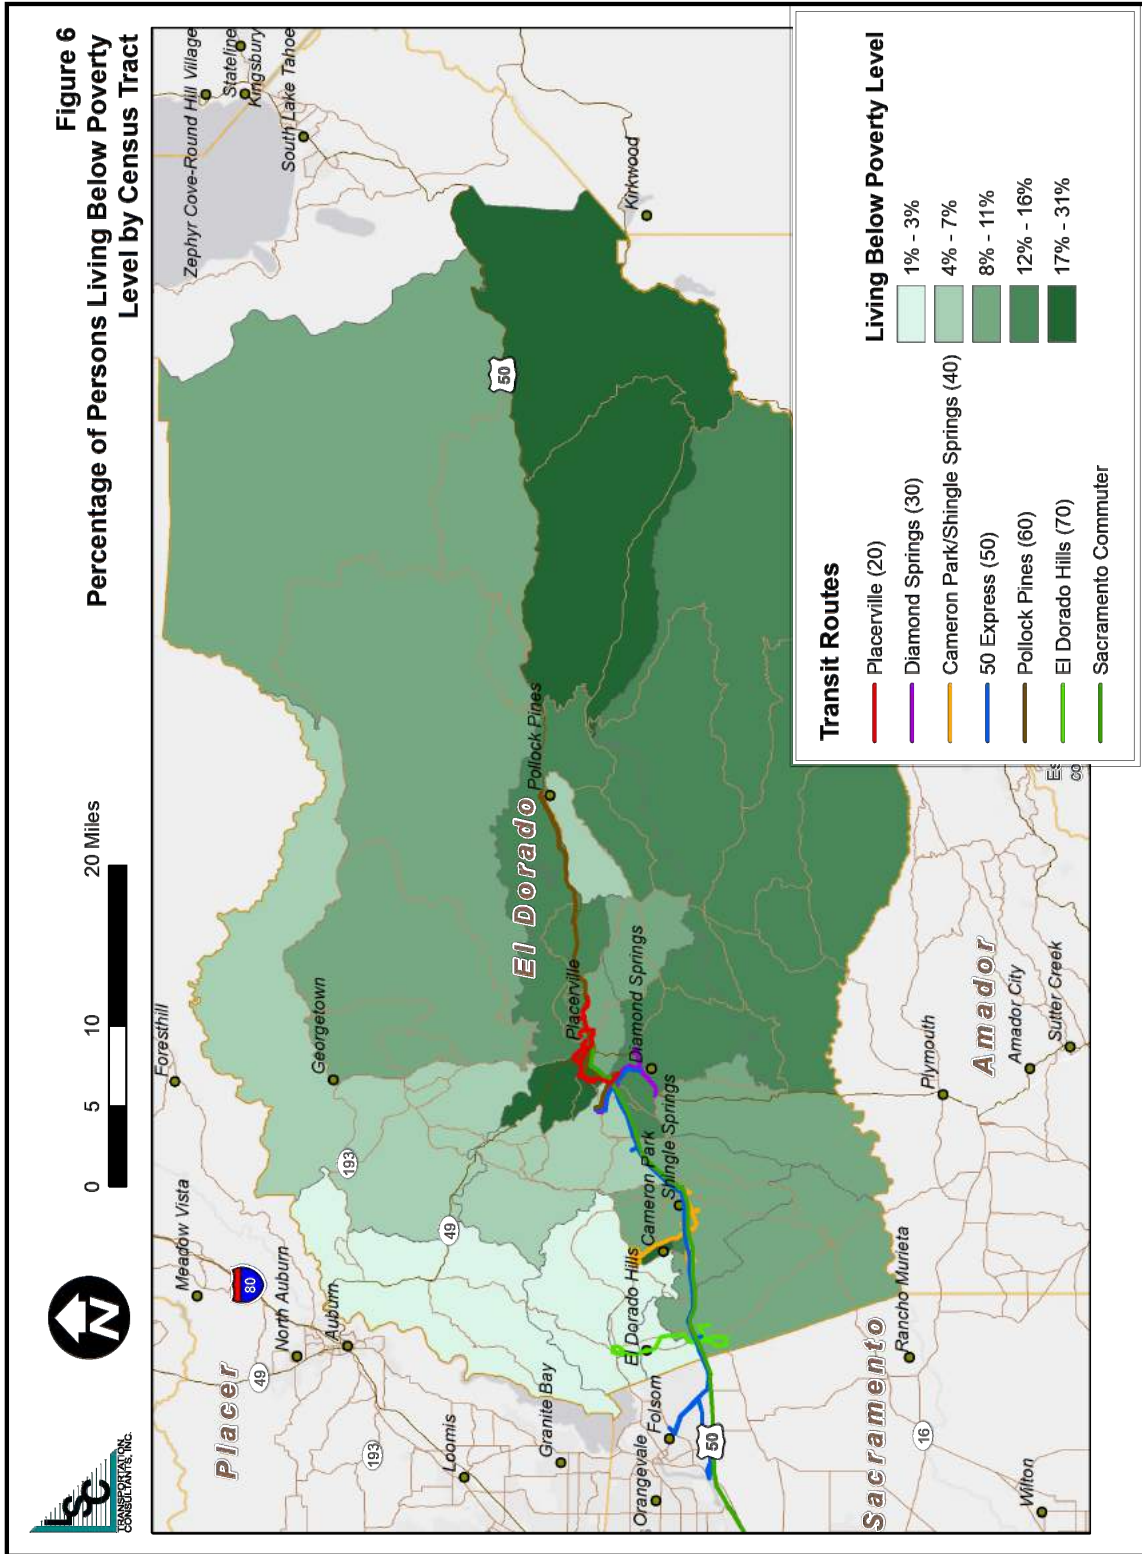 Figure 6
Percentage of Persons Living Below Poverty
Level by Census Tract
LSC
TRANSPORTATION
CONSULTANTS, INC.
N
0
5
10
20 Miles
Zephyr Cove-Round Hill Village
Stateline
Kingsbury
South Lake Tahoe
Kirkwood
Foresthill
Meadow Vista
80
North Auburn
Auburn
49
Placer
193
Loomis
Granite Bay
Orangevale
Folsom
50
Georgetown
193
49
El Dorado
Pollock Pines
50
Placerville
Diamond Springs
Shingle Springs
Cameron Park
El Dorado Hills
Sacramento
Rancho Murieta
16
Wilton
Plymouth
Amador
Amador City
Sutter Creek
Transit Routes
Placerville (20)
Diamond Springs (30)
Cameron Park/Shingle Springs (40)
50 Express (50)
Pollock Pines (60)
El Dorado Hills (70)
Sacramento Commuter
Living Below Poverty Level
1% - 3%
4% - 7%
8% - 11%
12% - 16%
17% - 31%